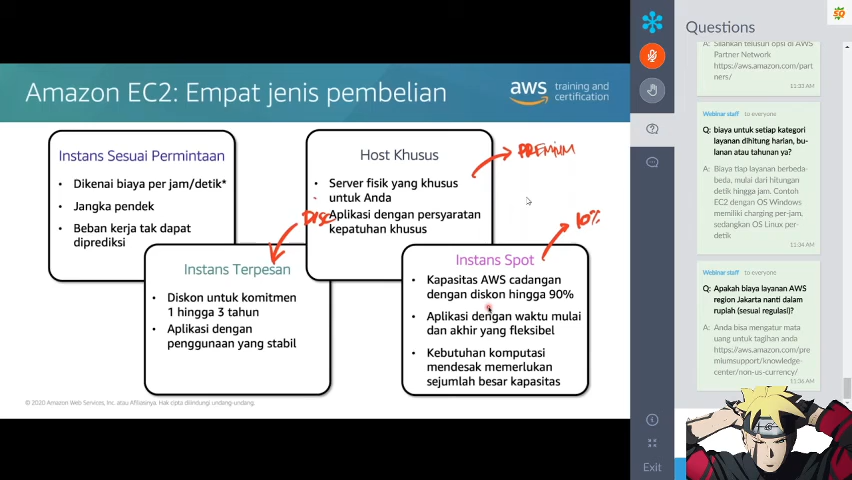 Amazon EC2: Empat jenis pembelian
aws training and
certification
Instans Sesuai Permintaan
• Dikenai biaya per jam/detik*
• Jangka pendek
• Beban kerja tak dapat
diprediksi
Host Khusus
• Server fisik yang khusus
untuk Anda
Aplikasi dengan persyaratan
kepatuhan khusus
PREMIUM
DISC
10%
Instans Terpesan
• Diskon untuk komitmen
1 hingga 3 tahun
• Aplikasi dengan
penggunaan yang stabil
Instans Spot
• Kapasitas AWS cadangan
dengan diskon hingga 90%
• Aplikasi dengan waktu mulai
dan akhir yang fleksibel
• Kebutuhan komputasi
mendesak memerlukan
sejumlah besar kapasitas
© 2020 Amazon Web Services, Inc. atau Afiliasinya. Hak cipta dilindungi undang-undang.
Exit
Questions
A: Silahkan telusuri opsi di AWS
Partner Network
https://aws.amazon.com/part
ners/
11:33 AM
Webinar staff to everyone
Q: biaya untuk setiap kategori
layanan dihitung harian, bu-
lanan atau tahunan ya?
A: Biaya tiap layanan berbeda-
beda, mulai dari hitungan
detik hingga jam. Contoh
EC2 dengan OS Windows
memiliki charging per-jam,
sedangkan OS Linux per-
detik
11:34 AM
Webinar staff to everyone
Q: Apakah biaya layanan AWS
region Jakarta nanti dalam
rupiah (sesuai regulasi)?
A: Anda bisa mengatur mata
uang untuk tagihan anda
https://aws.amazon.com/pre
miumsupport/knowledge-
center/non-us-currency/
11:36 AM